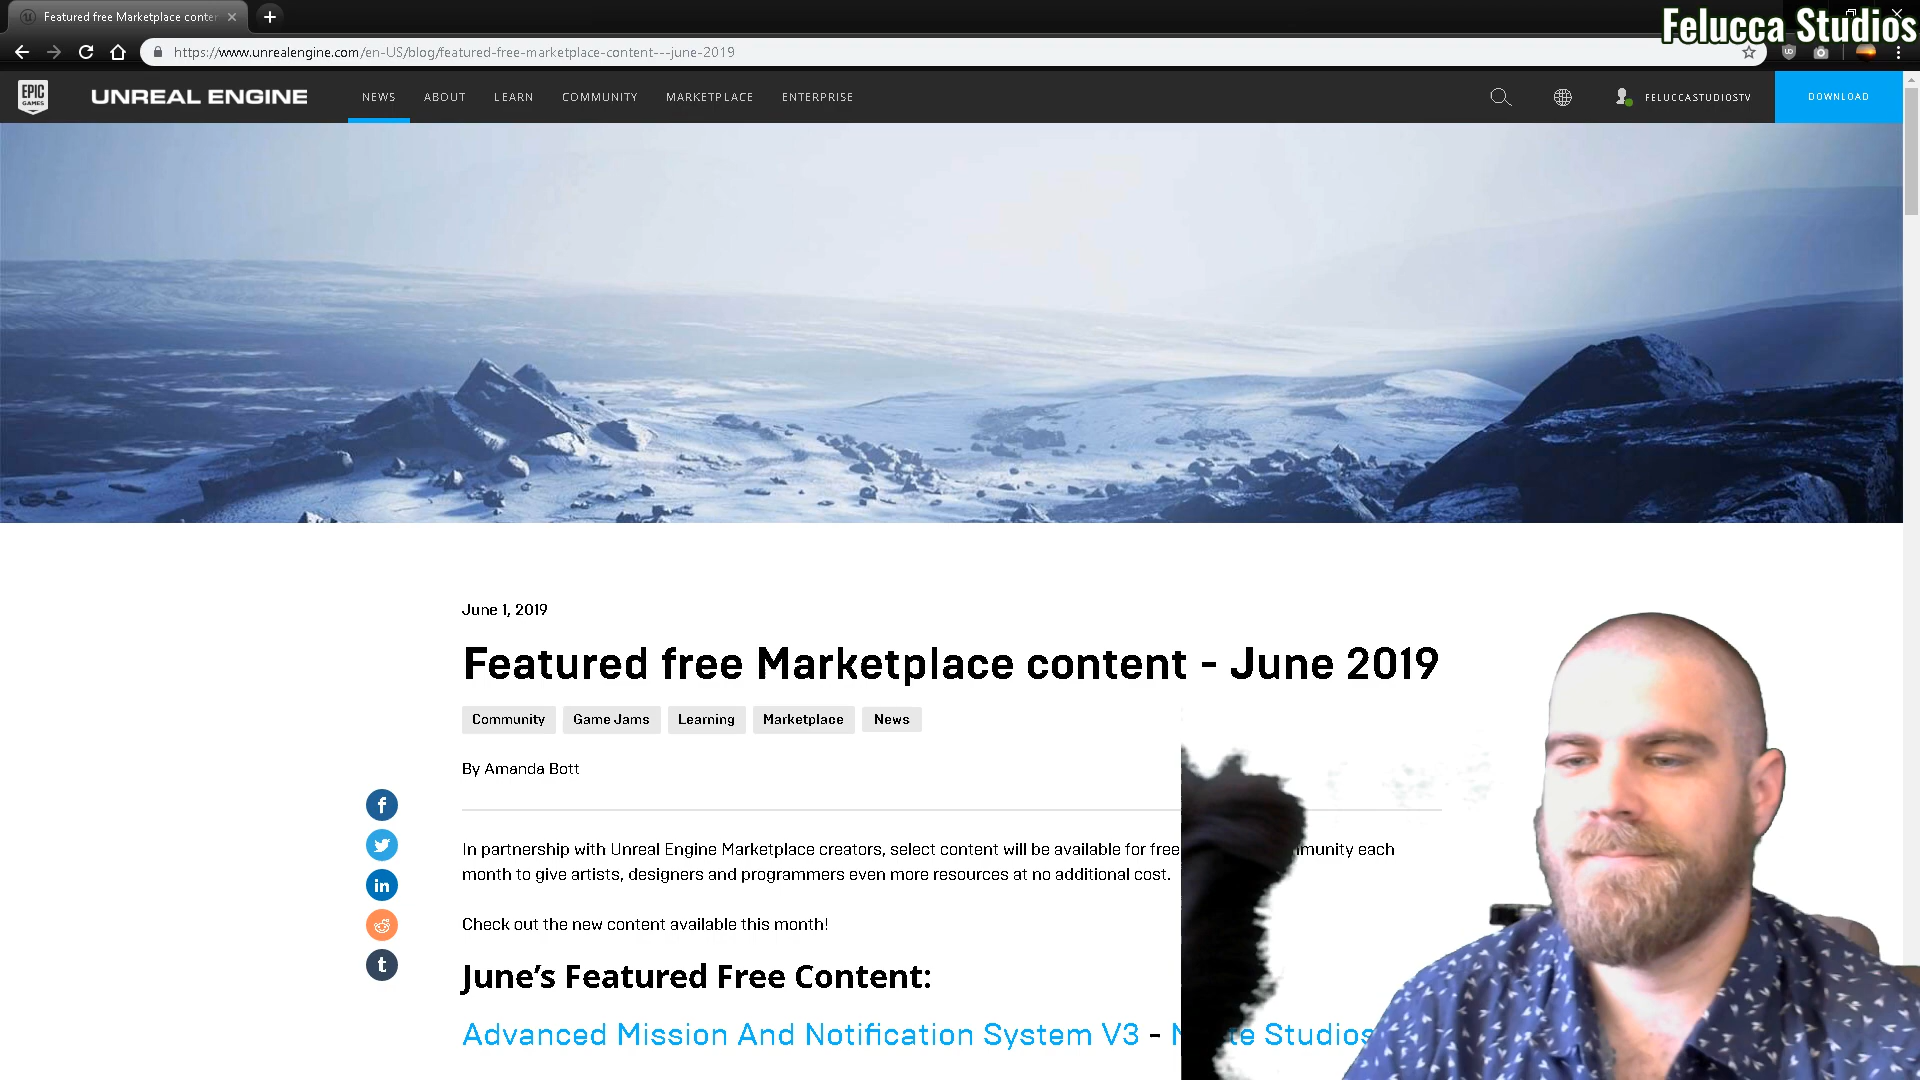 Featured free Marketplace conten
Felucca Studios
https://www.unrealengine.com/en-US/blog/featured-free-marketplace-content---june-2019
EPIC
GAMES
UNREAL ENGINE
NEWS
ABOUT
LEARN
COMMUNITY
MARKETPLACE
ENTERPRISE
FELUCCASTUDIOSTV
DOWNLOAD
June 1, 2019
Featured free Marketplace content - June 2019
Community
Game Jams
Learning
Marketplace
News
By Amanda Bott
In partnership with Unreal Engine Marketplace creators, select content will be available for free munity each
month to give artists, designers and programmers even more resources at no additional cost.
Check out the new content available this month!
June's Featured Free Content:
Advanced Mission And Notification System V3 - Studios